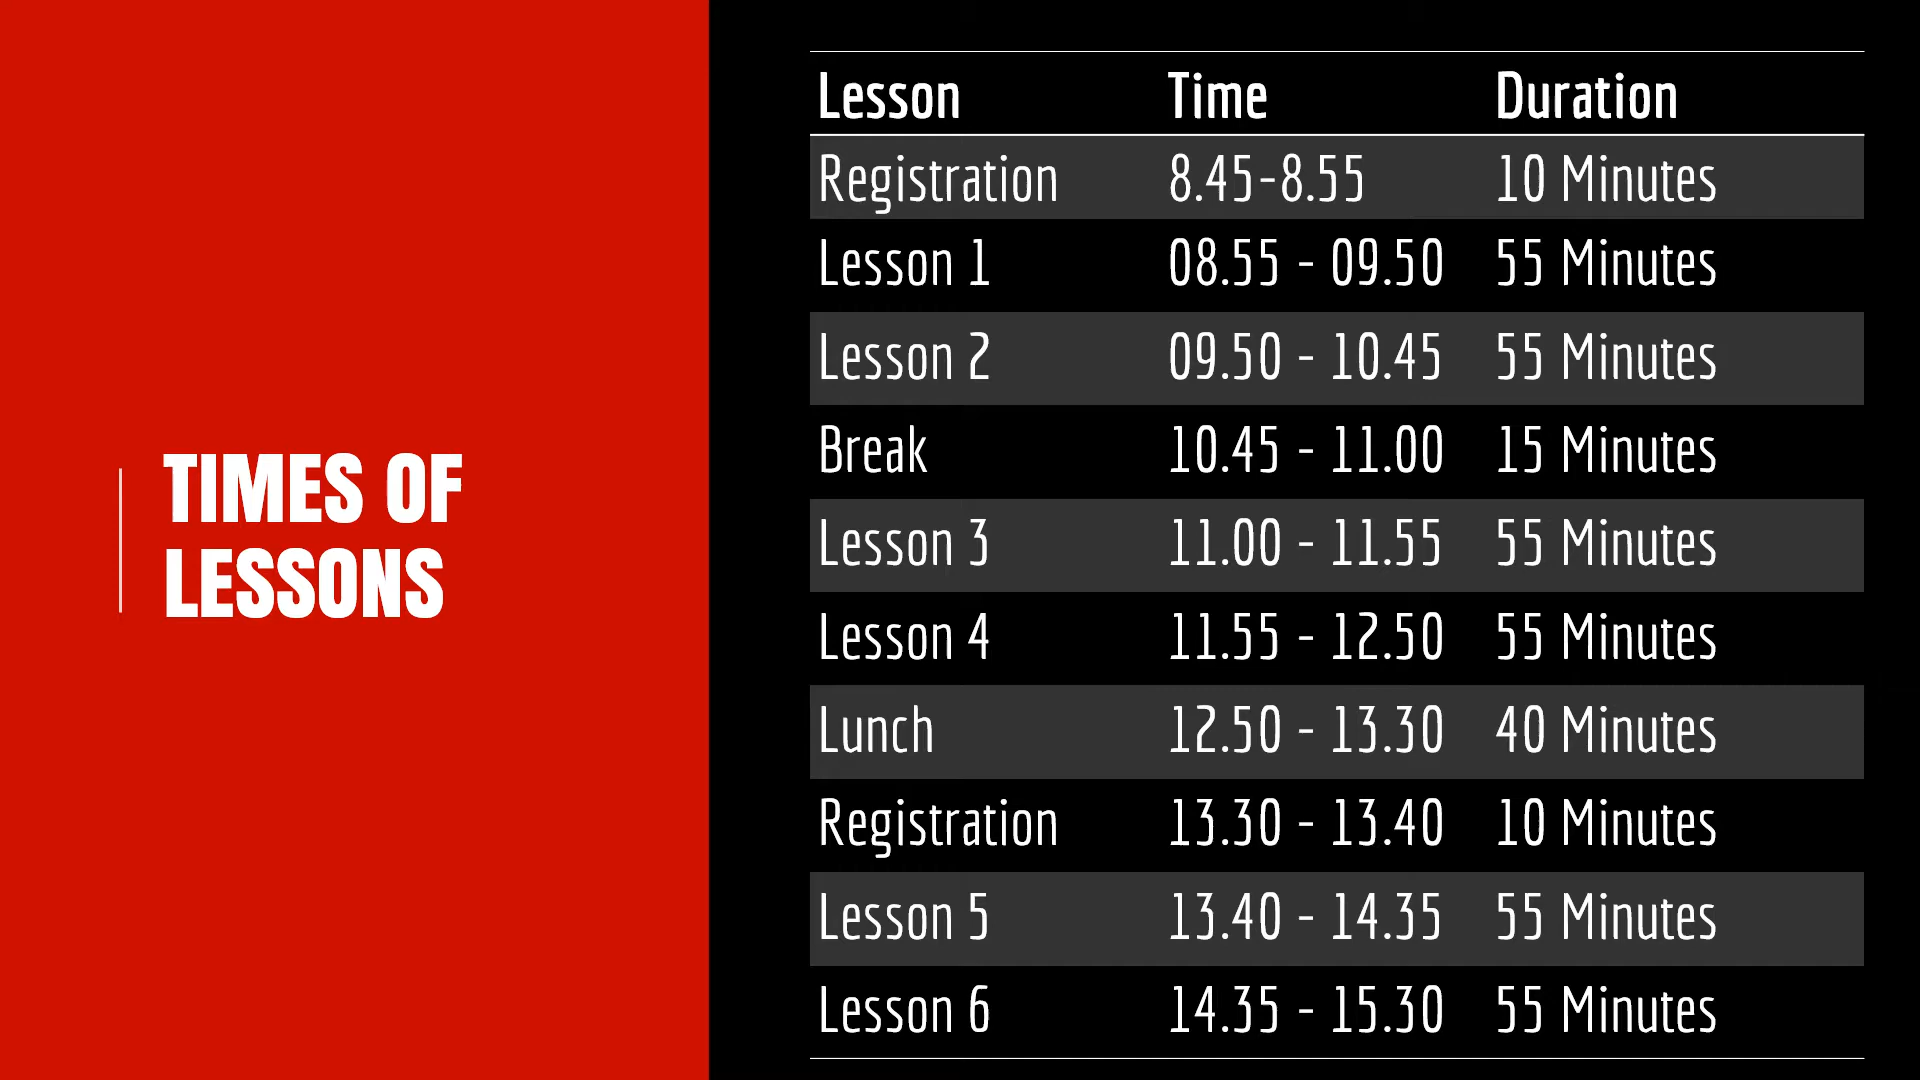 TIMES OF
LESSONS
Lesson Time Duration
Registration 8.45-8.55 10 Minutes
Lesson 1 08.55 - 09.50 55 Minutes
Lesson 2 09.50 - 10.45 55 Minutes
Break 10.45 - 11.00 15 Minutes
Lesson 3 11.00 - 11.55 55 Minutes
Lesson 4 11.55 - 12.50 55 Minutes
Lunch 12.50 - 13.30 40 Minutes
Registration 13.30 - 13.40 10 Minutes
Lesson 5 13.40 - 14.35 55 Minutes
Lesson 6 14.35 - 15.30 55 Minutes